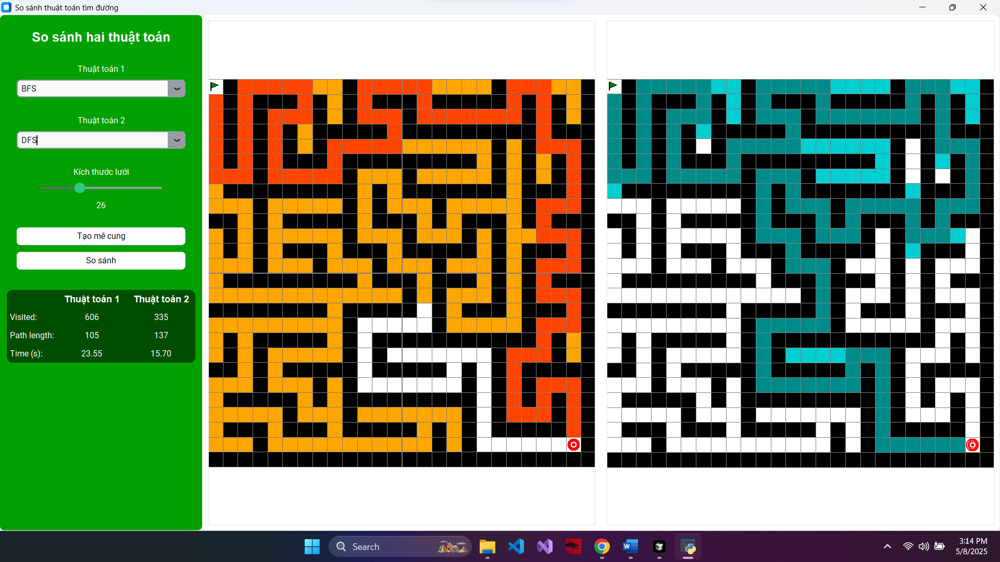 So sánh thuật toán tìm đường
So sánh hai thuật toán
Thuật toán 1
BFS
Thuật toán 2
DFS
Kích thước lưới
26
Tạo mê cung
So sánh
Thuật toán 1 Thuật toán 2
Visited: 606 335
Path length: 105 137
Time (s): 23.55 15.70
Search
3:14 PM
5/8/2025